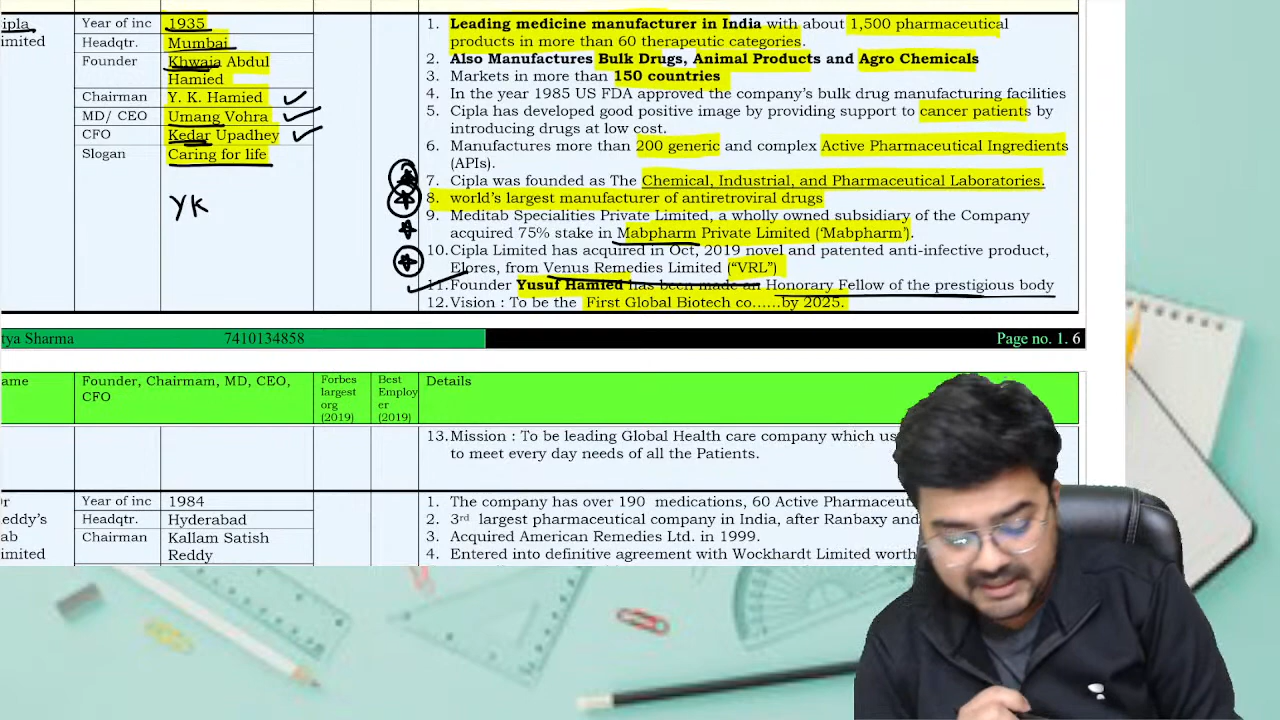 ipla Year of inc 1935
imited Headqtr. Mumbai
Founder Khwaja Abdul
Hamied
Chairman Y. K. Hamied
MD/ CEO Umang Vohra
CFO Kedar Upadhey
Slogan Caring for life
YK
1. Leading medicine manufacturer in India with about 1,500 pharmaceutical
products in more than 60 therapeutic categories.
2. Also Manufactures Bulk Drugs, Animal Products and Agro Chemicals
3. Markets in more than 150 countries
4. In the year 1985 US FDA approved the company's bulk drug manufacturing facilities
5. Cipla has developed good positive image by providing support to cancer patients by
introducing drugs at low cost.
6. Manufactures more than 200 generic and complex Active Pharmaceutical Ingredients
(APIs).
7. Cipla was founded as The Chemical, Industrial, and Pharmaceutical Laboratories.
8. world's largest manufacturer of antiretroviral drugs
9. Meditab Specialities Private Limited, a wholly owned subsidiary of the Company
acquired 75% stake in Mabpharm Private Limited ('Mabpharm').
10. Cipla Limited has acquired in Oct, 2019 novel and patented anti-infective product,
Elores, from Venus Remedies Limited ("VRL")
11. Founder Yusuf Hamied has been made an Honorary Fellow of the prestigious body
12. Vision : To be the First Global Biotech co......by 2025.
tya Sharma 7410134858 Page no. 1. 6
ame Founder, Chairmam, MD, CEO,
CFO
Forbes
largest
org
(2019)
Best
Employ
er
(2019)
Details
13. Mission : To be leading Global Health care company which us
to meet every day needs of all the Patients.
r Year of inc 1984
eddy's Headqtr. Hyderabad
ab Chairman Kallam Satish
imited Reddy
1. The company has over 190 medications, 60 Active Pharmaceut
2. 3rd largest pharmaceutical company in India, after Ranbaxy and
3. Acquired American Remedies Ltd. in 1999.
4. Entered into definitive agreement with Wockhardt Limited worth